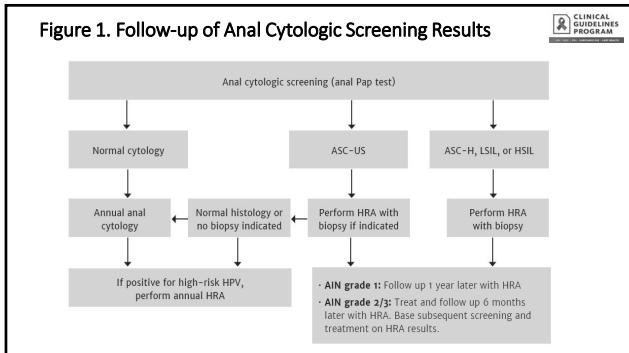 Figure 1. Follow-up of Anal Cytologic Screening Results
CLINICAL
GUIDELINES
PROGRAM
Anal cytologic screening (anal Pap test)
Normal cytology
ASC-US
ASC-H, LSIL, or HSIL
Annual anal
cytology
Normal histology or
no biopsy indicated
Perform HRA with
biopsy if indicated
Perform HRA
with biopsy
If positive for high-risk HPV,
perform annual HRA
• AIN grade 1: Follow up 1 year later with HRA
• AIN grade 2/3: Treat and follow up 6 months
later with HRA. Base subsequent screening and
treatment on HRA results.